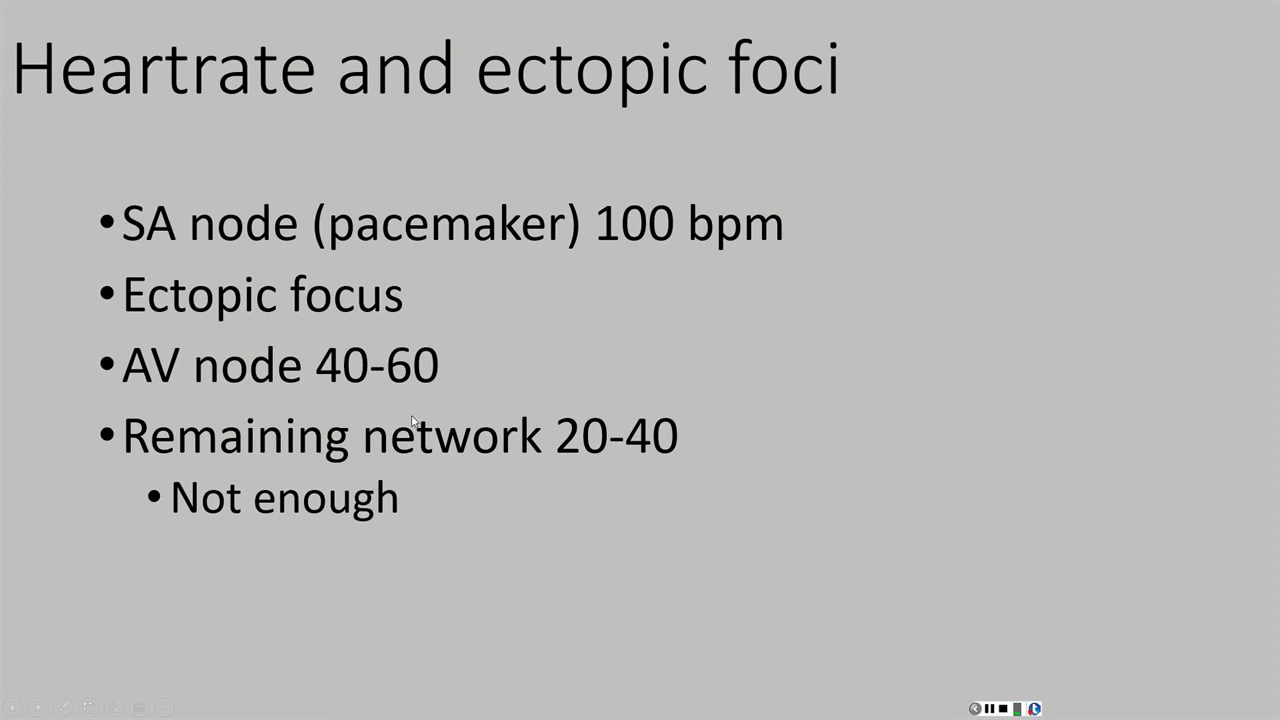 Heartrate and ectopic foci
• SA node (pacemaker) 100 bpm
• Ectopic focus
• AV node 40-60
• Remaining network 20-40
• Not enough